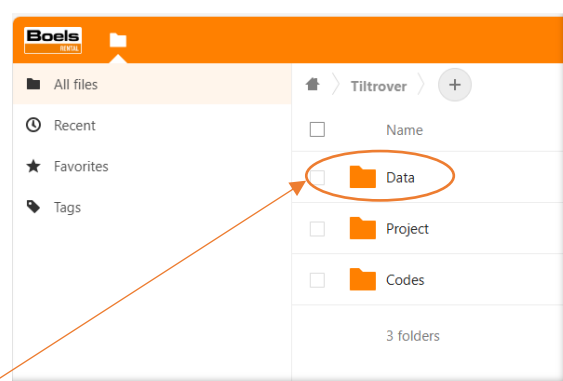 Boels
RENTAL
All files
Recent
Favorites
Tags
Tiltrover
Name
Data
Project
Codes
3 folders